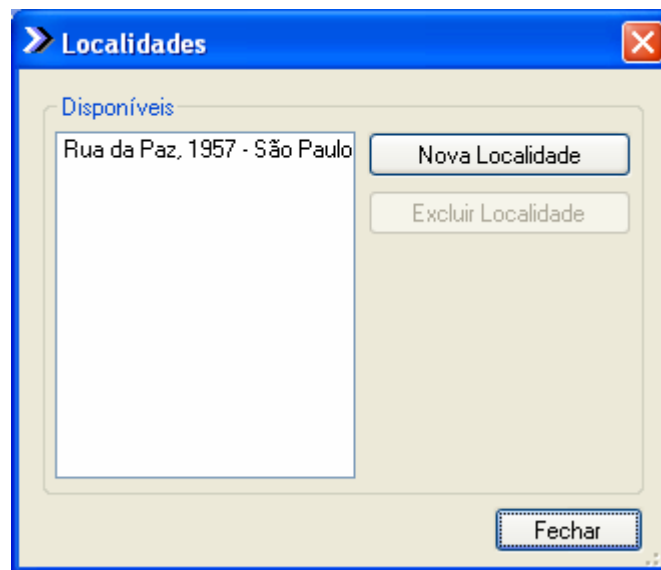 Localidades
Disponíveis
Rua da Paz, 1957 - São Paulo
Nova Localidade
Excluir Localidade
Fechar